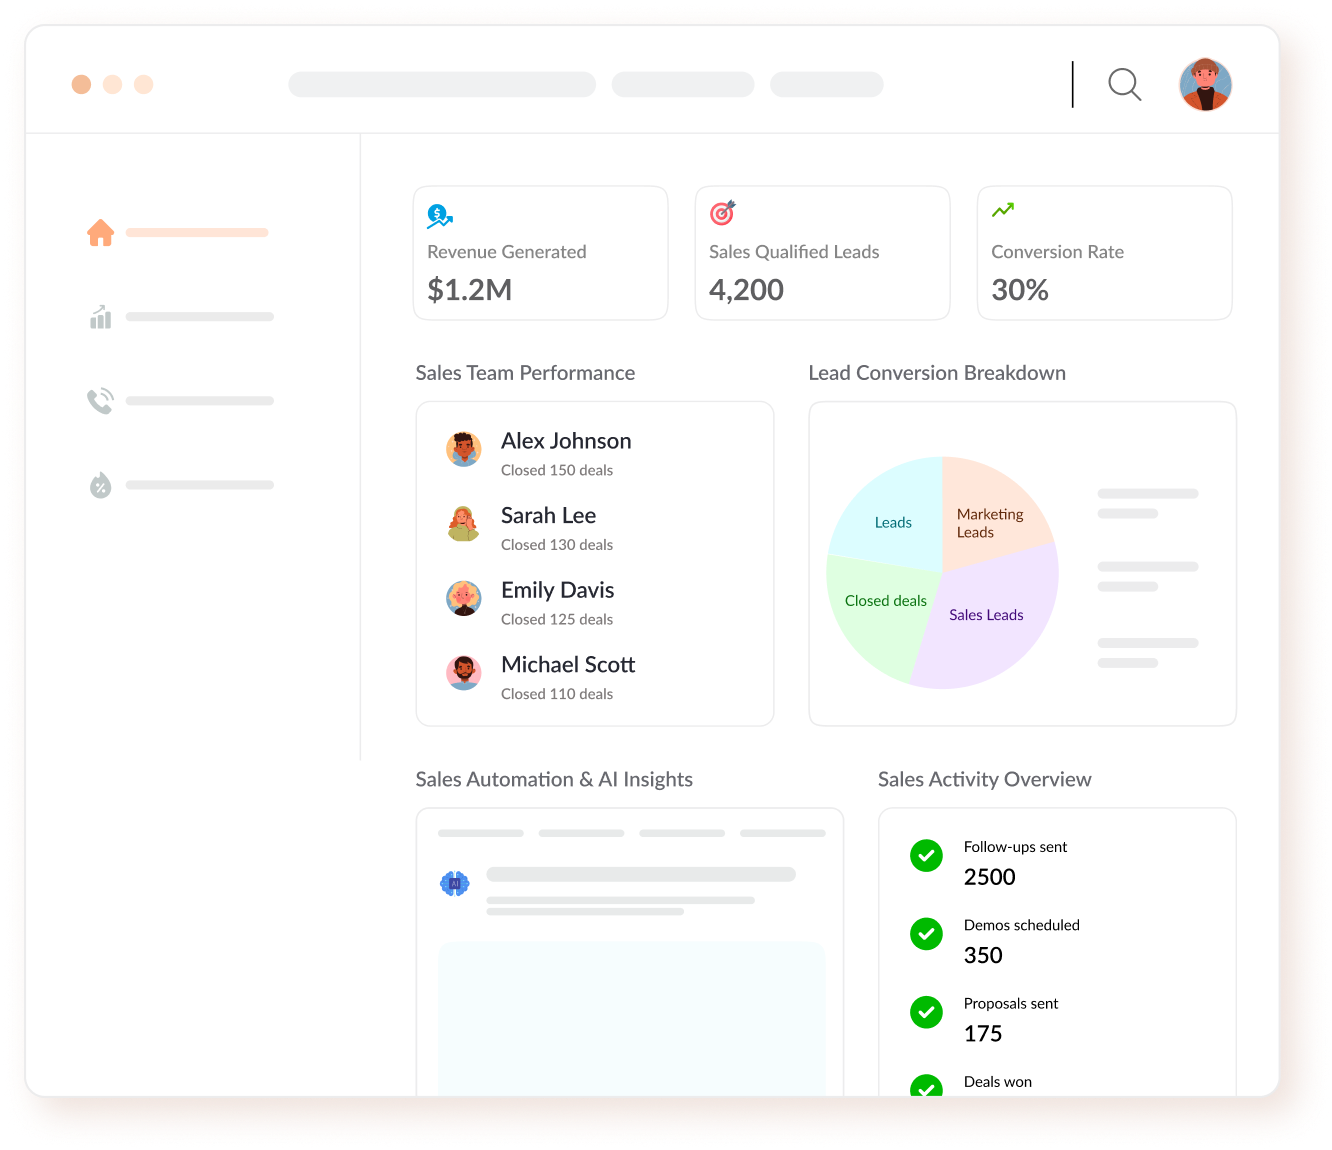 Revenue Generated
$1.2M
Sales Qualified Leads
4,200
Conversion Rate
30%
Sales Team Performance
Alex Johnson
Closed 150 deals
Sarah Lee
Closed 130 deals
Emily Davis
Closed 125 deals
Michael Scott
Closed 110 deals
Lead Conversion Breakdown
Leads
Marketing
Leads
Closed deals
Sales Leads
Sales Automation & AI Insights
AI
Sales Activity Overview
Follow-ups sent
2500
Demos scheduled
350
Proposals sent
175
Deals won